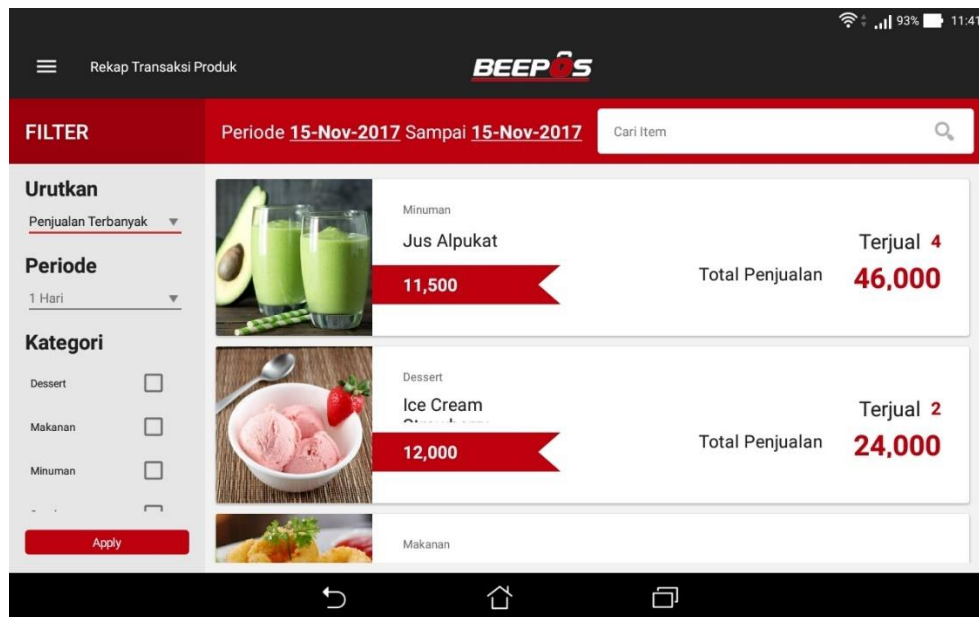 93% 11:41
Rekap Transaksi Produk
BEEPOS
FILTER
Periode 15-Nov-2017 Sampai 15-Nov-2017
Cari Item
Urutkan
Penjualan Terbanyak
Periode
1 Hari
Kategori
Dessert
Makanan
Minuman
Apply
Minuman
Jus Alpukat
11,500
Terjual 4
Total Penjualan 46,000
Dessert
Ice Cream
12,000
Terjual 2
Total Penjualan 24,000
Makanan